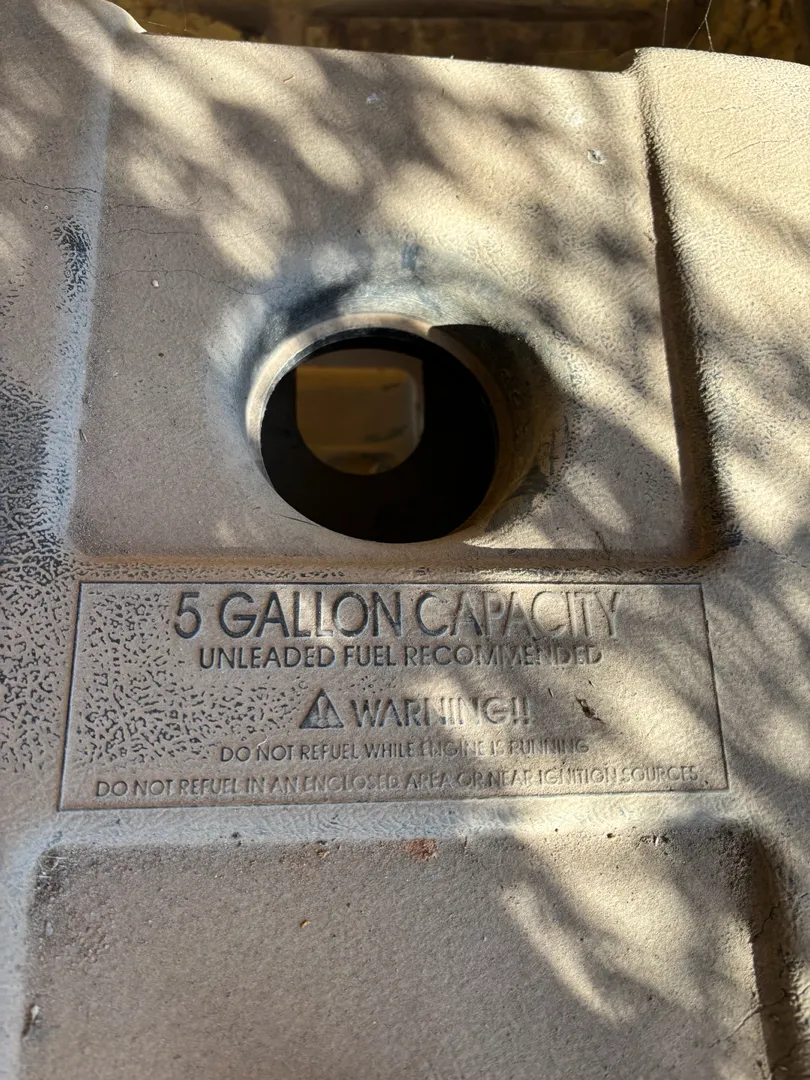 5 GALLON CAPACITY
UNLEADED FUEL RECOMMENDED
WARNING!!
DO NOT REFUEL WHILE ENGINE IS RUNNING
DO NOT REFUEL IN AN ENCLOSED AREA OR NEAR IGNITION SOURCES